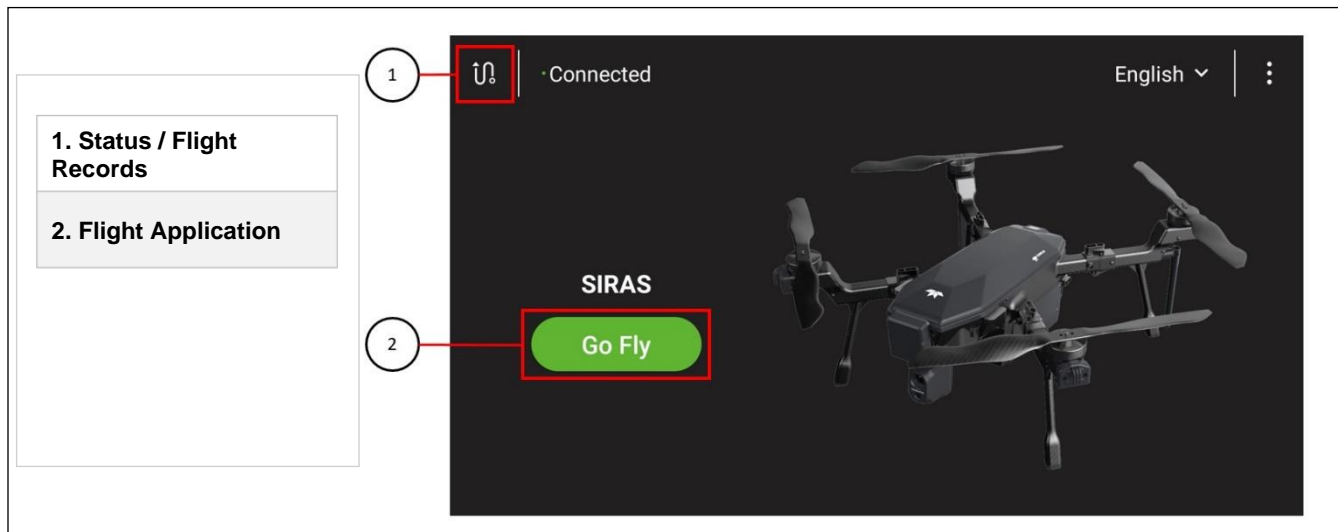 1. Status / Flight
Records
2. Flight Application
1
Connected
English
SIRAS
2
Go Fly